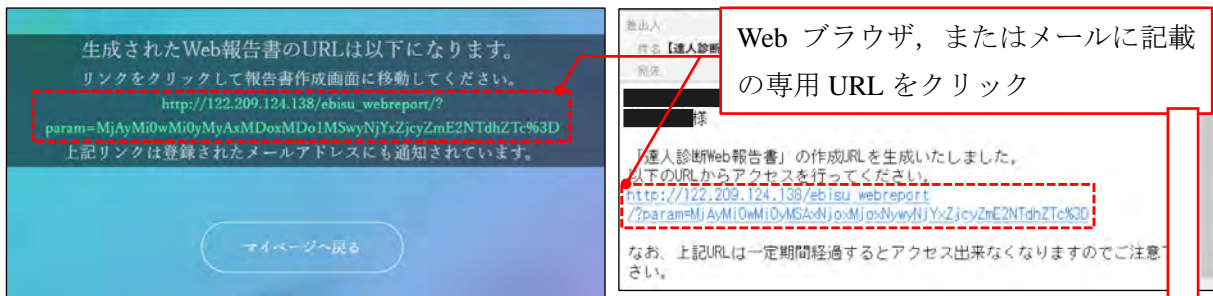 生成されたWeb報告書のURLは以下になります。
リンクをクリックして報告書作成画面に移動してください。
http://122.209.124.138/ebisu_webreport/?
param=MjAyMi0wMi0yMyAxMDoxMDo1MSwyNjYxZjcyZmE2NTdhZTc%3D
上記リンクは登録されたメールアドレスにも通知されています。
マイページへ戻る
差出人
件名【達人診断
宛先
Web ブラウザ，またはメールに記載
の専用 URL をクリック
様
「達人診断Web報告書」の作成URLを生成いたしました。
以下のURLからアクセスを行ってください。
http://122.209.124.138/ebisu_webreport
/?param=MjAyMi0wMi0yMSAxNjoxMjoxNywyNjYxZjcyZmE2NTdhZTc%3D
なお、上記URLは一定期間経過するとアクセス出来なくなりますのでご注意
さい。